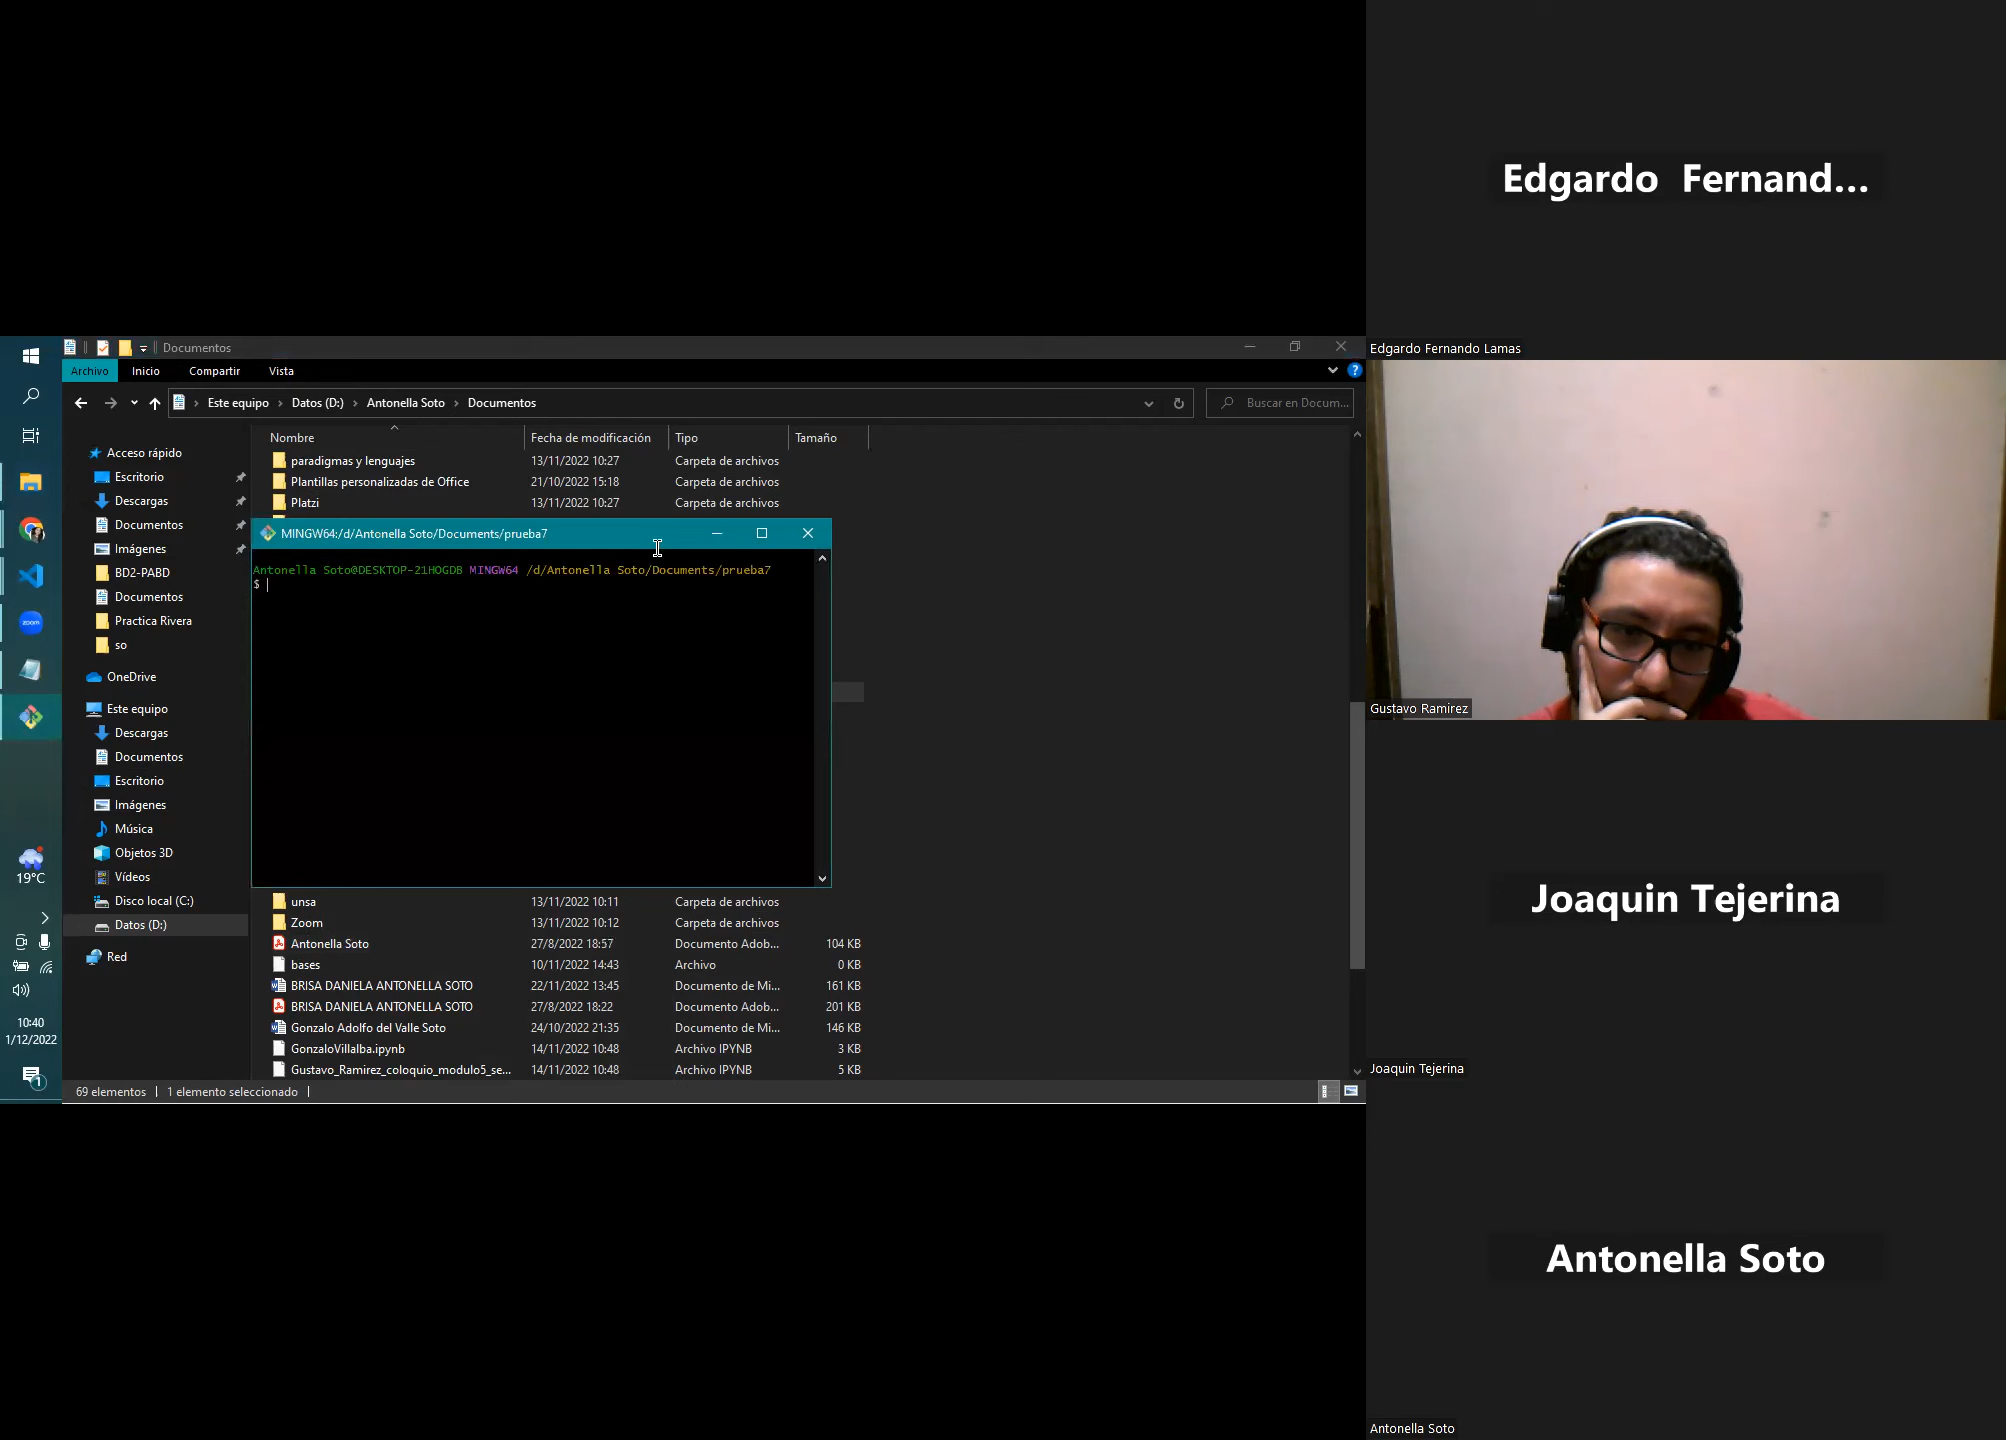 Documentos
Archivo
Inicio
Compartir
Vista
Este equipo > Datos (D:) > Antonella Soto > Documentos
Buscar en Docum...
Nombre
Fecha de modificación
Tipo
Tamaño
paradigmas y lenguajes 13/11/2022 10:27 Carpeta de archivos
Plantillas personalizadas de Office 21/10/2022 15:18 Carpeta de archivos
Platzi 13/11/2022 10:27 Carpeta de archivos
Acceso rápido
Escritorio
Descargas
Documentos
Imágenes
BD2-PABD
Documentos
Practica Rivera
so
OneDrive
Este equipo
Descargas
Documentos
Escritorio
Imágenes
Música
Objetos 3D
Vídeos
Disco local (C:)
Datos (D:)
Red
MINGW64:/d/Antonella Soto/Documents/prueba7
Antonella Soto@DESKTOP-21HOGDB MINGW64 /d/Antonella Soto/Documents/prueba7
$
unsa 13/11/2022 10:11 Carpeta de archivos
Zoom 13/11/2022 10:12 Carpeta de archivos
Antonella Soto 27/8/2022 18:57 Documento Adob... 104 KB
bases 10/11/2022 14:43 Archivo 0 KB
BRISA DANIELA ANTONELLA SOTO 22/11/2022 13:45 Documento de Mi... 161 KB
BRISA DANIELA ANTONELLA SOTO 27/8/2022 18:22 Documento Adob... 201 KB
Gonzalo Adolfo del Valle Soto 24/10/2022 21:35 Documento de Mi... 146 KB
GonzaloVillalba.ipynb 14/11/2022 10:48 Archivo IPYNB 3 KB
Gustavo_Ramirez_coloquio_modulo5_se... 14/11/2022 10:48 Archivo IPYNB 5 KB
69 elementos
1 elemento seleccionado
zoom
19°C
10:40
1/12/2022
1
Edgardo Fernand...
Edgardo Fernando Lamas
Gustavo Ramirez
Joaquin Tejerina
Joaquin Tejerina
Antonella Soto
Antonella Soto